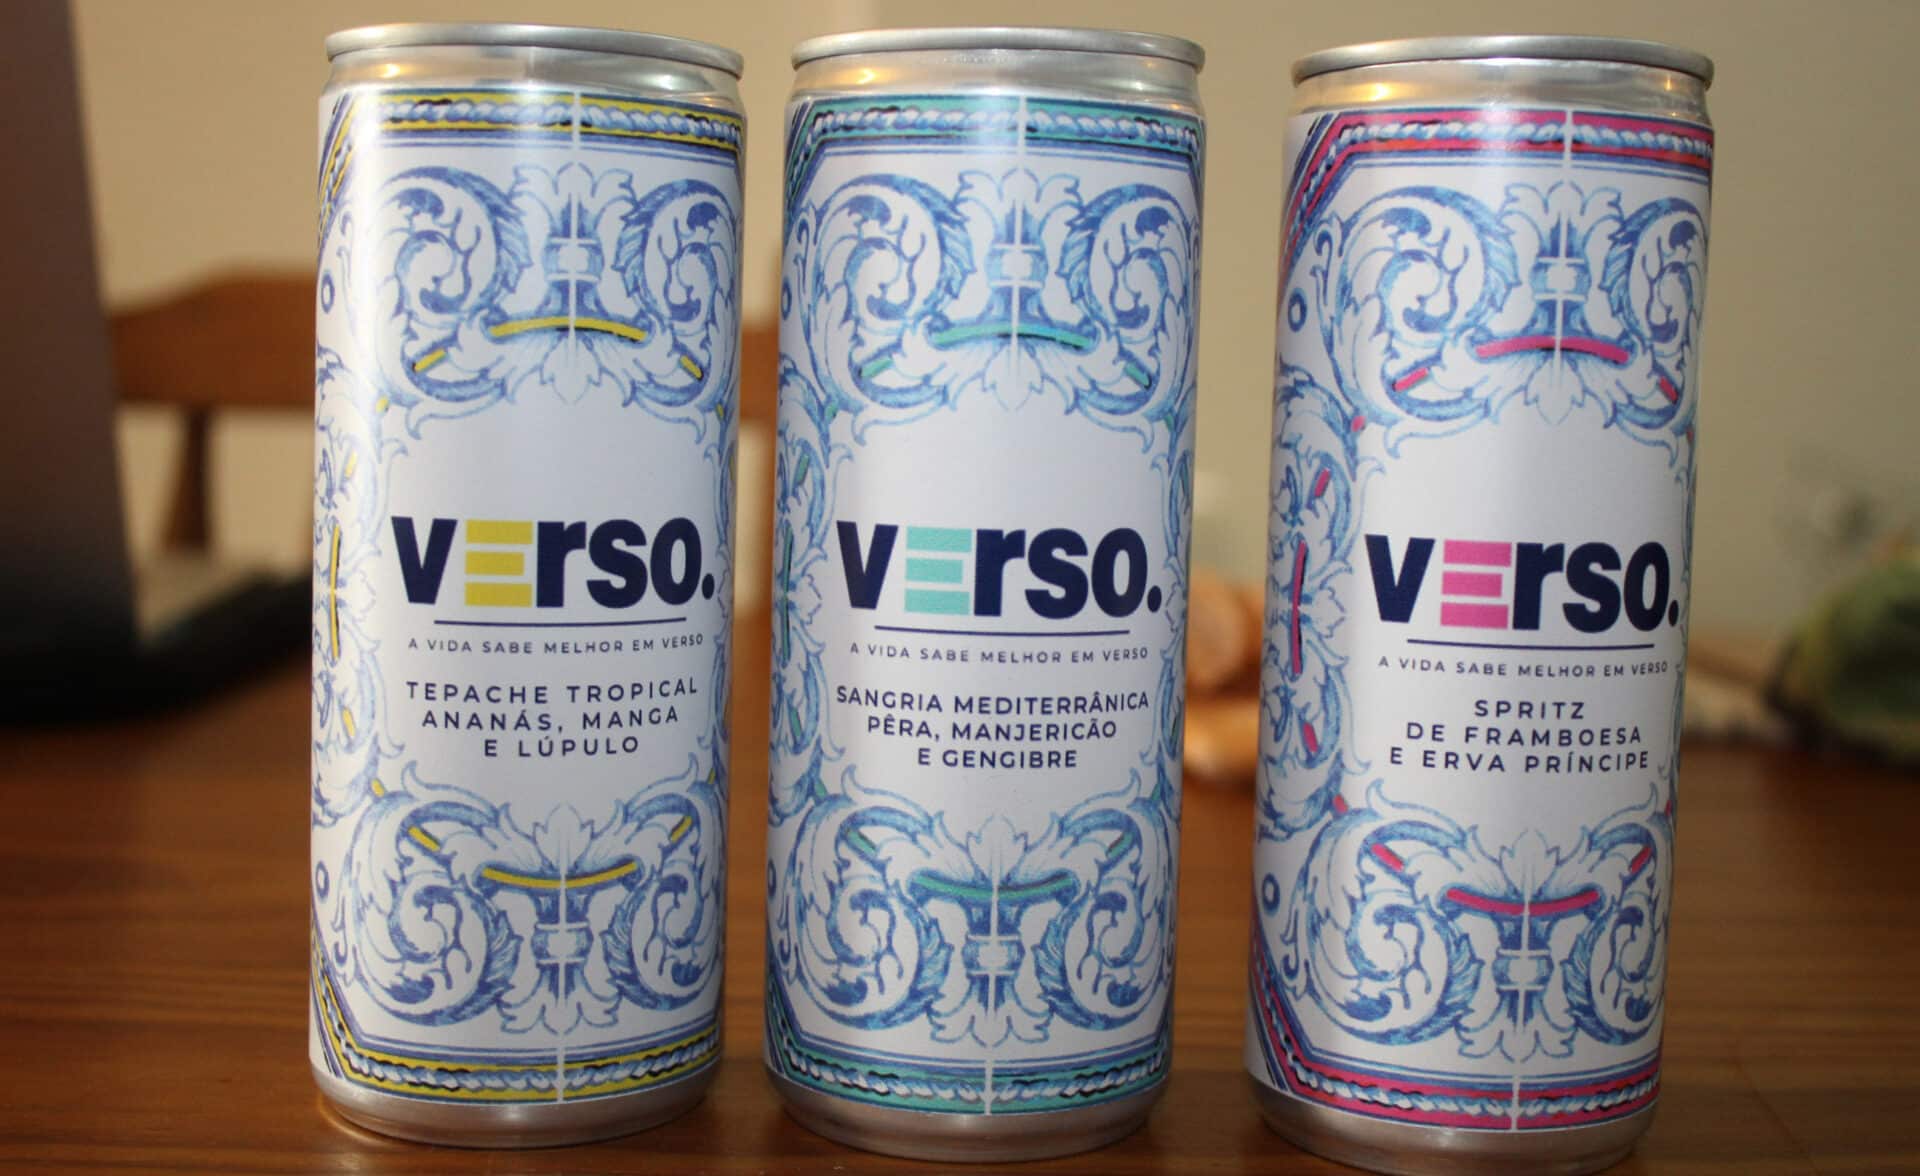 VERSO.
A VIDA SABE MELHOR EM VERSO
TEPACHE TROPICAL
ANANÁS, MANGA
E LÚPULO
VERSO.
A VIDA SABE MELHOR EM VERSO
SANGRIA MEDITERRÂNICA
PÊRA, MANJERICÃO
E GENGIBRE
VERSO.
A VIDA SABE MELHOR EM VERSO
SPRITZ
DE FRAMBOESA
E ERVA PRÍNCIPE